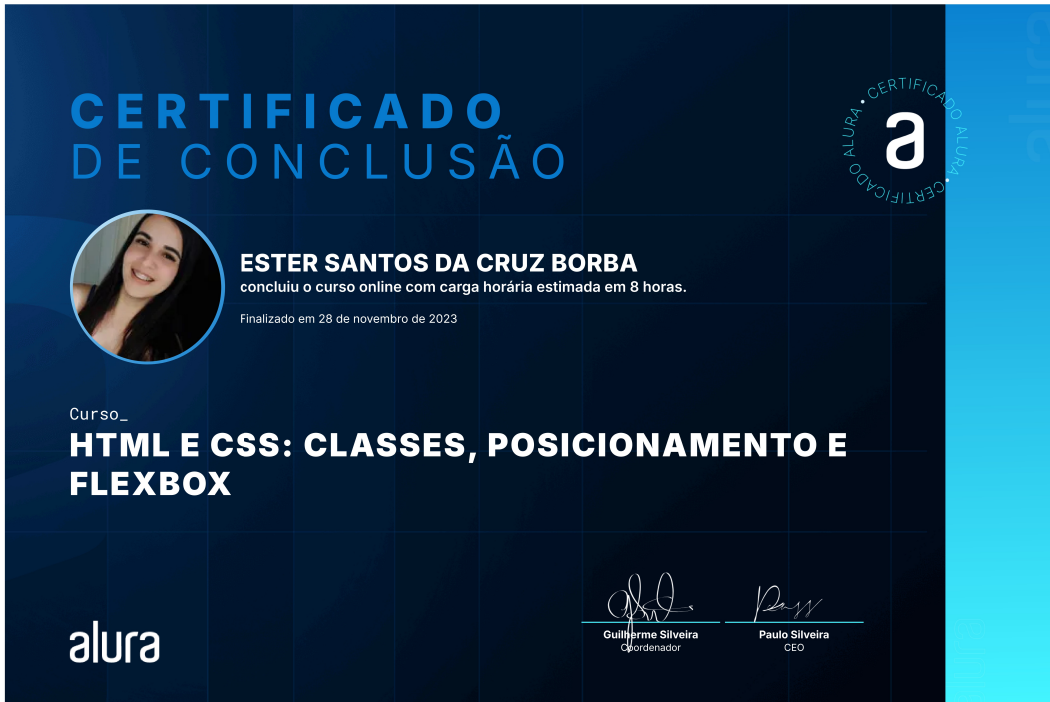 CERTIFICADO
DE CONCLUSÃO
CERTIFICADO ALURA • CERTIFICADO ALURA •
a
alura
ESTER SANTOS DA CRUZ BORBA
concluiu o curso online com carga horária estimada em 8 horas.
Finalizado em 28 de novembro de 2023
Curso_
HTML E CSS: CLASSES, POSICIONAMENTO E
FLEXBOX
alura
Guilherme Silveira
Coordenador
Paulo Silveira
CEO